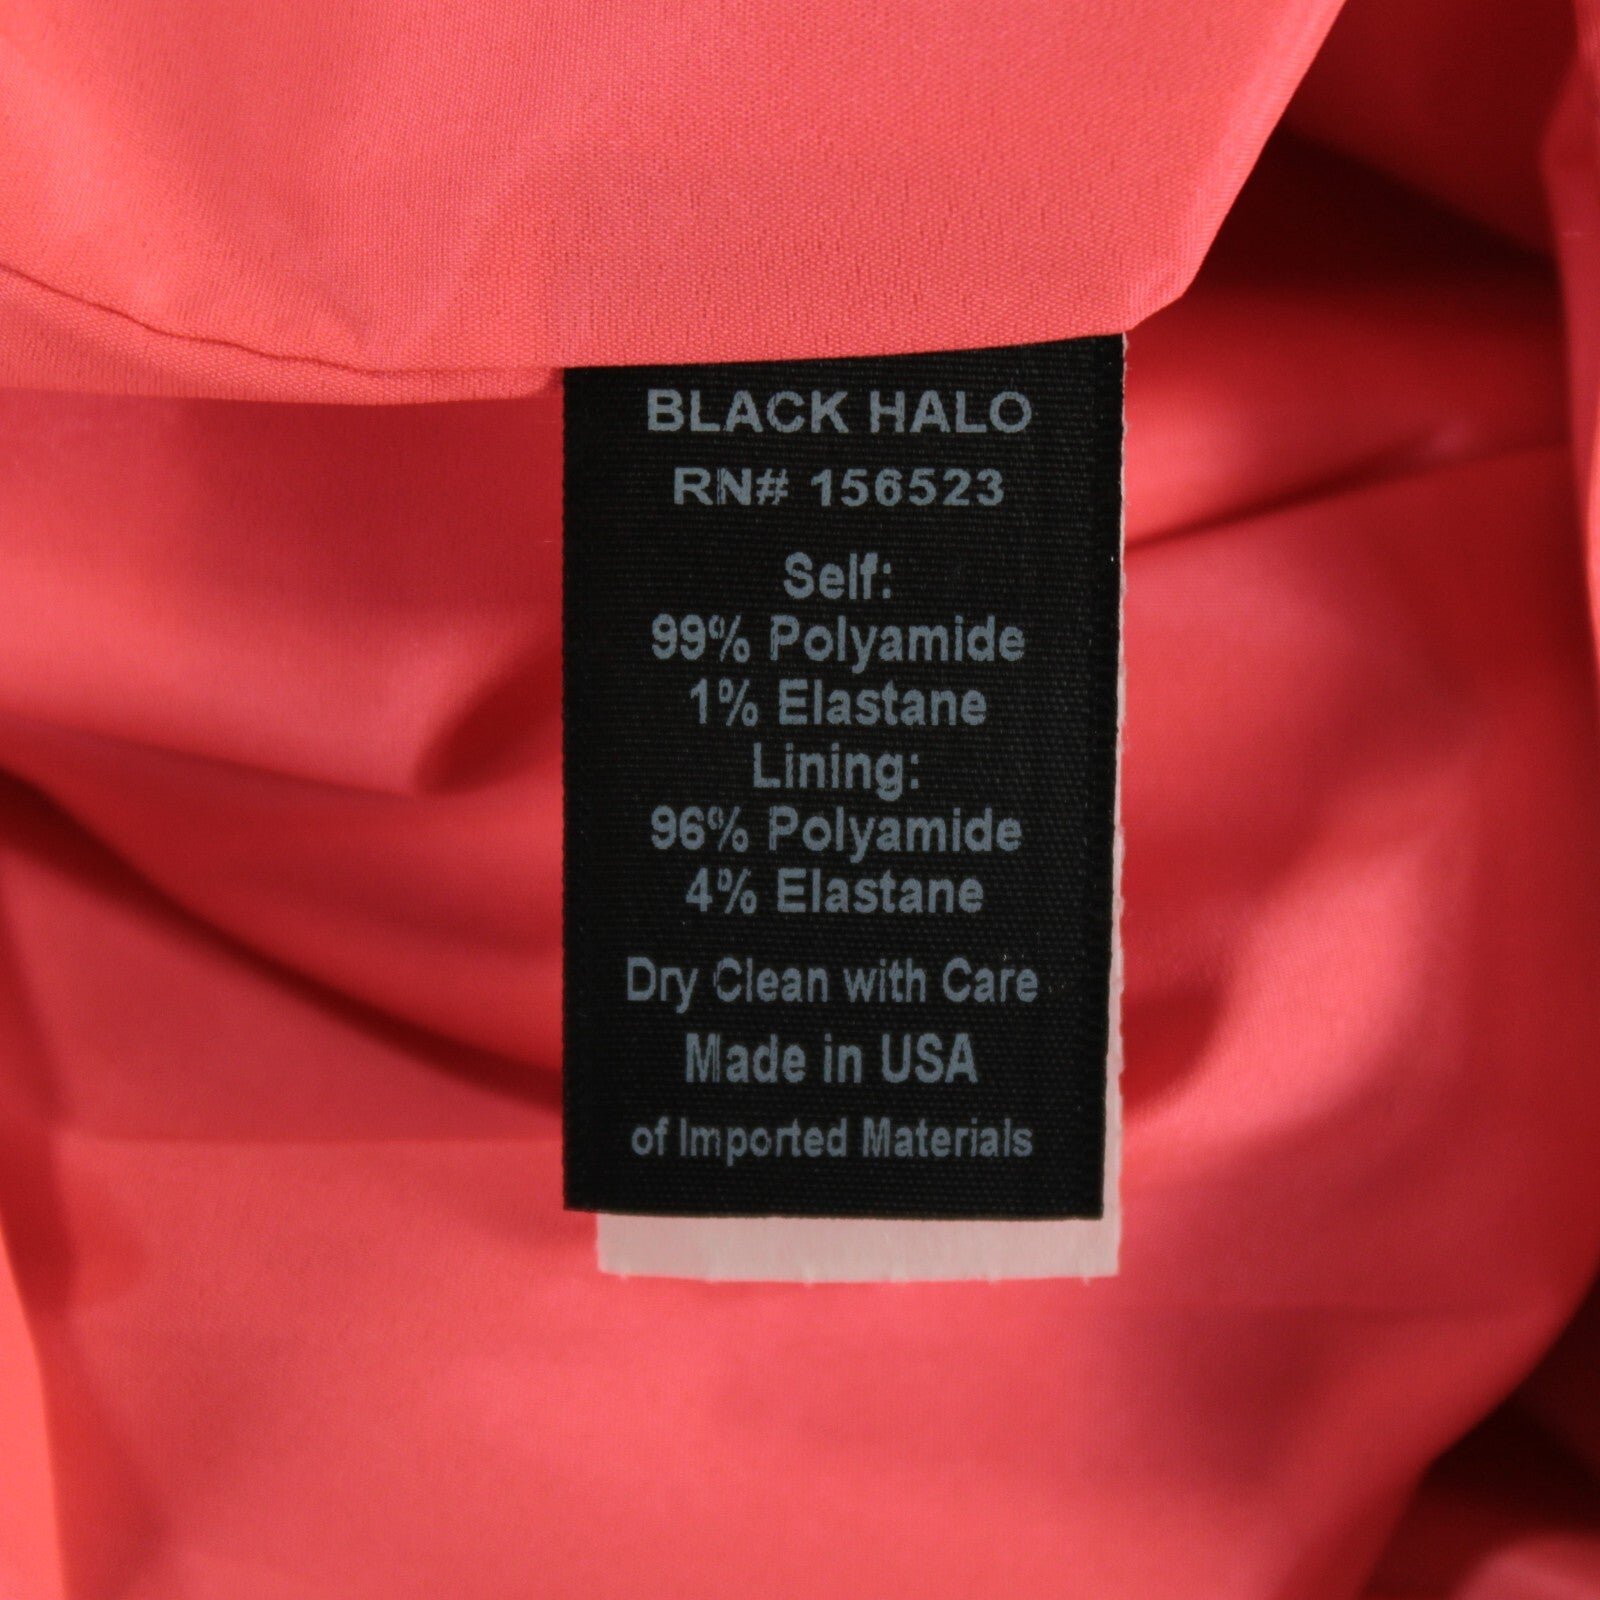 BLACK HALO
RN# 156523
Self:
99% Polyamide
1% Elastane
Lining:
96% Polyamide
4% Elastane
Dry Clean with Care
Made in USA
of Imported Materials